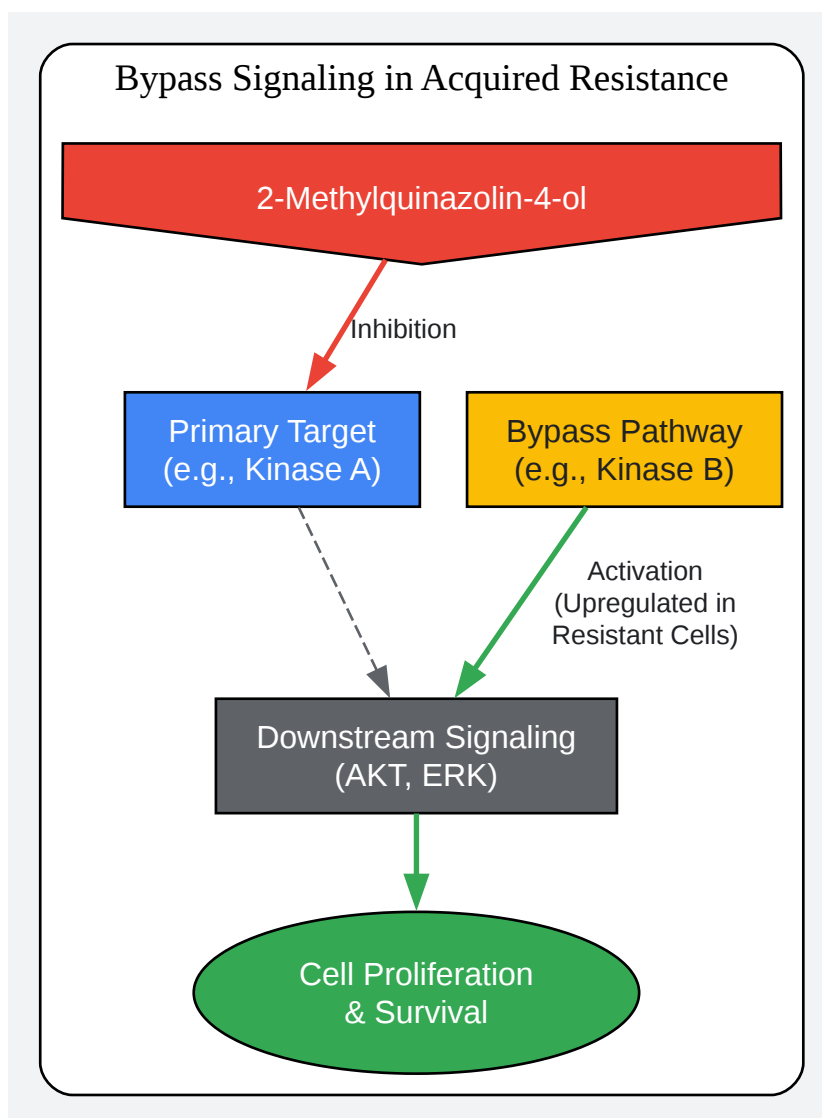 Bypass Signaling in Acquired Resistance
2-Methylquinazolin-4-ol
Inhibition
Primary Target
(e.g., Kinase A)
Bypass Pathway
(e.g., Kinase B)
Activation
(Upregulated in
Resistant Cells)
Downstream Signaling
(AKT, ERK)
Cell Proliferation
& Survival